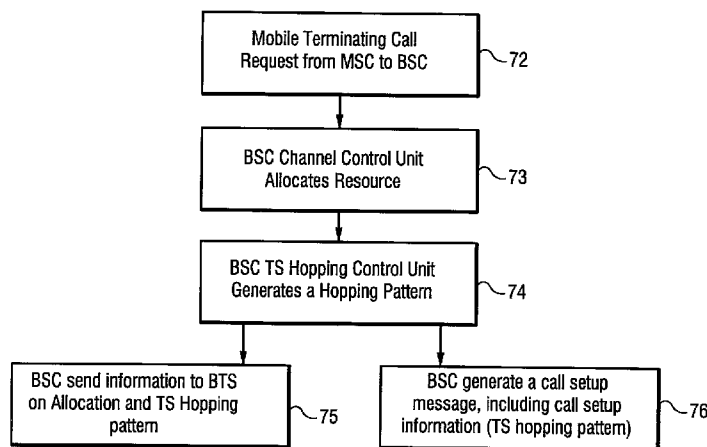 Mobile Terminating Call
Request from MSC to BSC
72
BSC Channel Control Unit
Allocates Resource
73
BSC TS Hopping Control Unit
Generates a Hopping Pattern
74
BSC send information to BTS
on Allocation and TS Hopping
pattern
75
BSC generate a call setup
message, including call setup
information (TS hopping pattern)
76